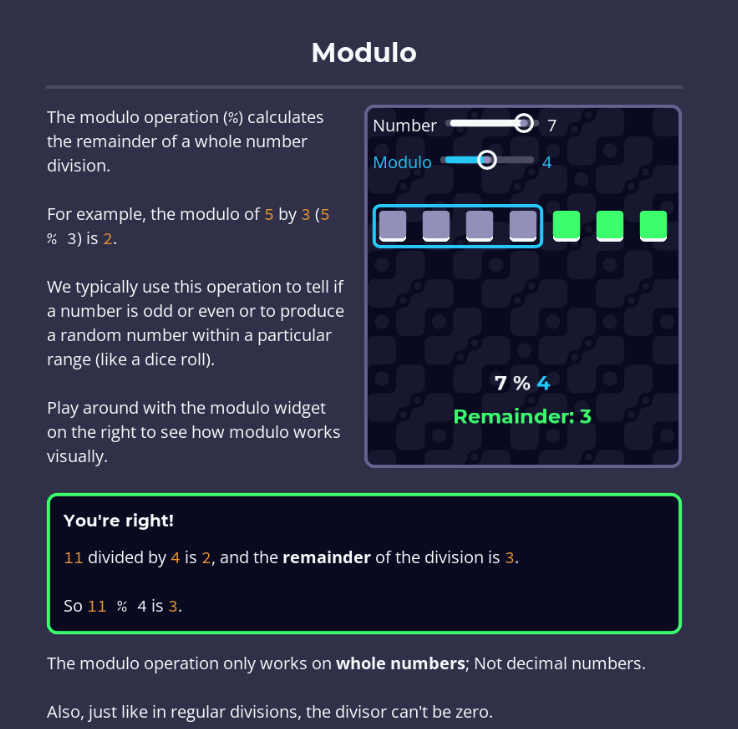 Modulo
The modulo operation (%) calculates
the remainder of a whole number
division.
For example, the modulo of 5 by 3 (5
% 3) is 2.
We typically use this operation to tell if
a number is odd or even or to produce
a random number within a particular
range (like a dice roll).
Play around with the modulo widget
on the right to see how modulo works
visually.
Number 7
Modulo 4
7 % 4
Remainder: 3
You're right!
11 divided by 4 is 2, and the remainder of the division is 3.
So 11 % 4 is 3.
The modulo operation only works on whole numbers; Not decimal numbers.
Also, just like in regular divisions, the divisor can't be zero.